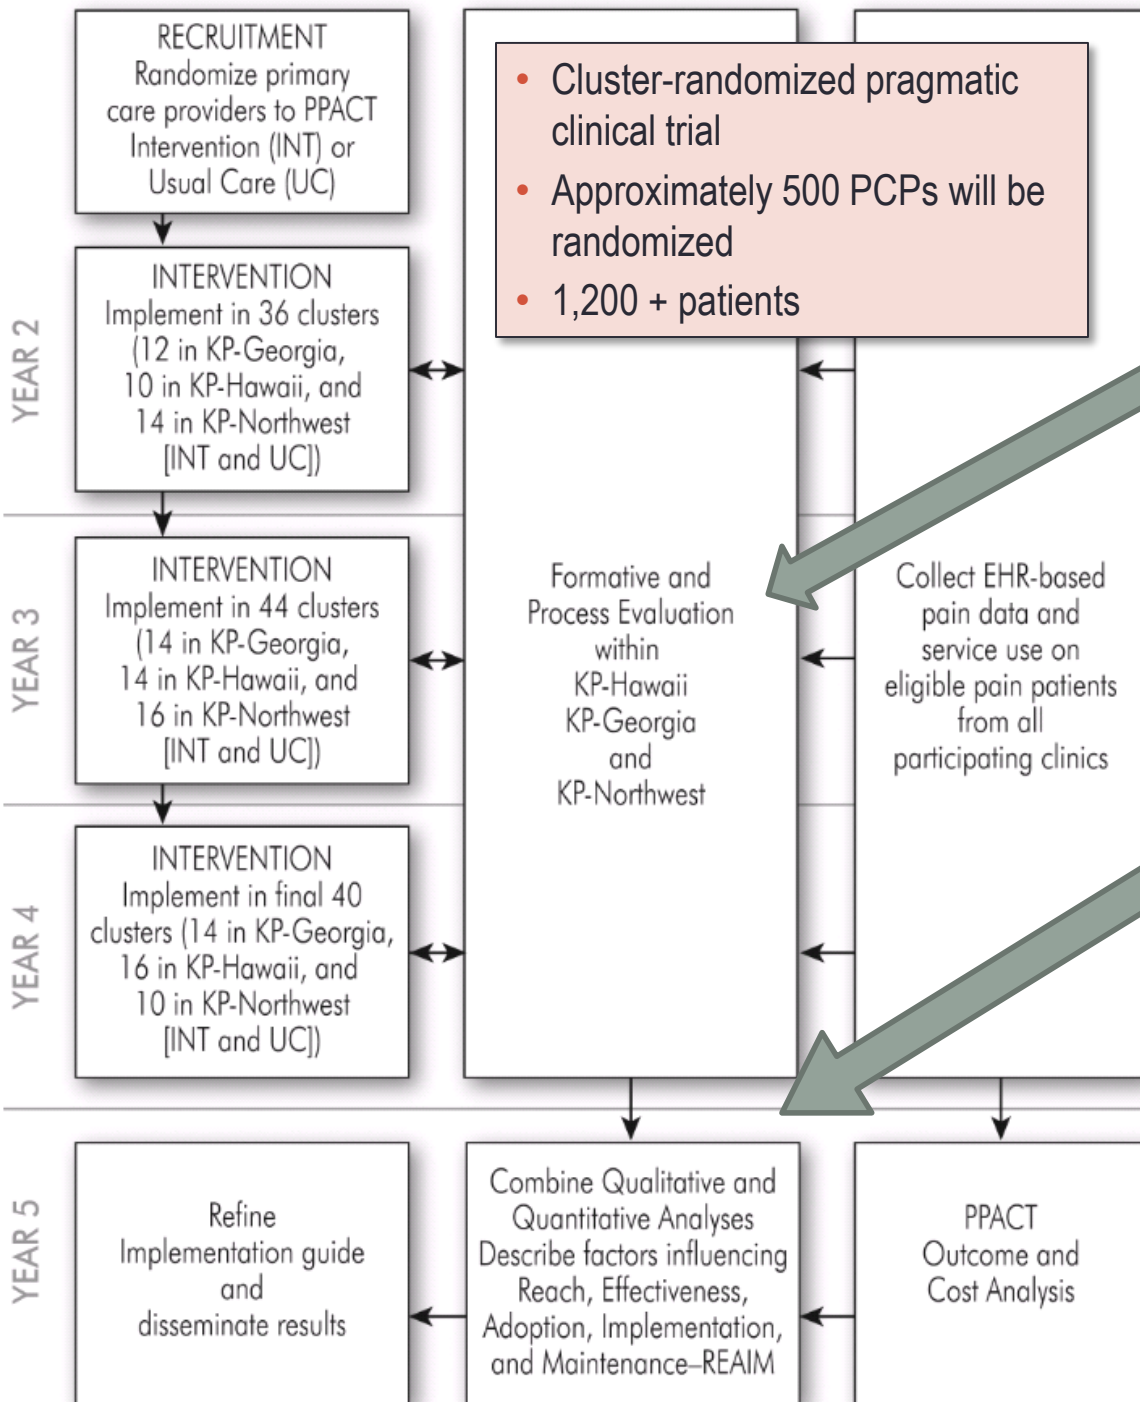 RECRUITMENT
Randomize primary
care providers to PPACT
Intervention (INT) or
Usual Care (UC)
• Cluster-randomized pragmatic
clinical trial
• Approximately 500 PCPs will be
randomized
• 1,200 + patients
YEAR 2
INTERVENTION
Implement in 36 clusters
(12 in KP-Georgia,
10 in KP-Hawaii, and
14 in KP-Northwest
[INT and UC])
YEAR 3
INTERVENTION
Implement in 44 clusters
(14 in KP-Georgia,
14 in KP-Hawaii, and
16 in KP-Northwest
[INT and UC])
Formative and
Process Evaluation
within
KP-Hawaii
KP-Georgia
and
KP-Northwest
Collect EHR-based
pain data and
service use on
eligible pain patients
from all
participating clinics
YEAR 4
INTERVENTION
Implement in final 40
clusters (14 in KP-Georgia,
16 in KP-Hawaii, and
10 in KP-Northwest
[INT and UC])
YEAR 5
Refine
Implementation guide
and
disseminate results
Combine Qualitative and
Quantitative Analyses
Describe factors influencing
Reach, Effectiveness,
Adoption, Implementation,
and Maintenance–REAIM
PPACT
Outcome and
Cost Analysis